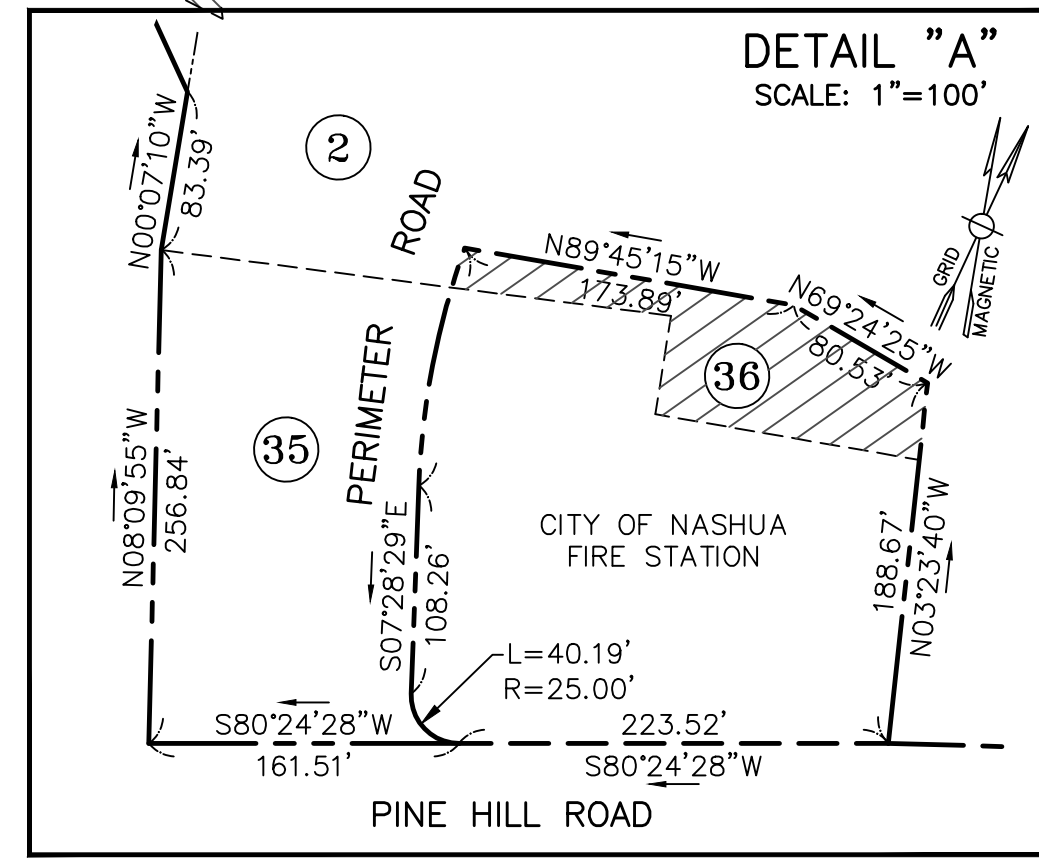 DETAIL "A"
SCALE: 1"=100'
N00°07'10"W
83.39'
2
ROAD
N89°45'15"W
173.89'
N69°24'25"W
80.53'
GRID
MAGNETIC
36
PERIMETER
35
N08°09'55"W
256.84'
S07°28'29"E
108.26'
CITY OF NASHUA
FIRE STATION
188.67'
N03°23'40"W
L=40.19'
R=25.00'
S80°24'28"W
161.51'
223.52'
S80°24'28"W
PINE HILL ROAD